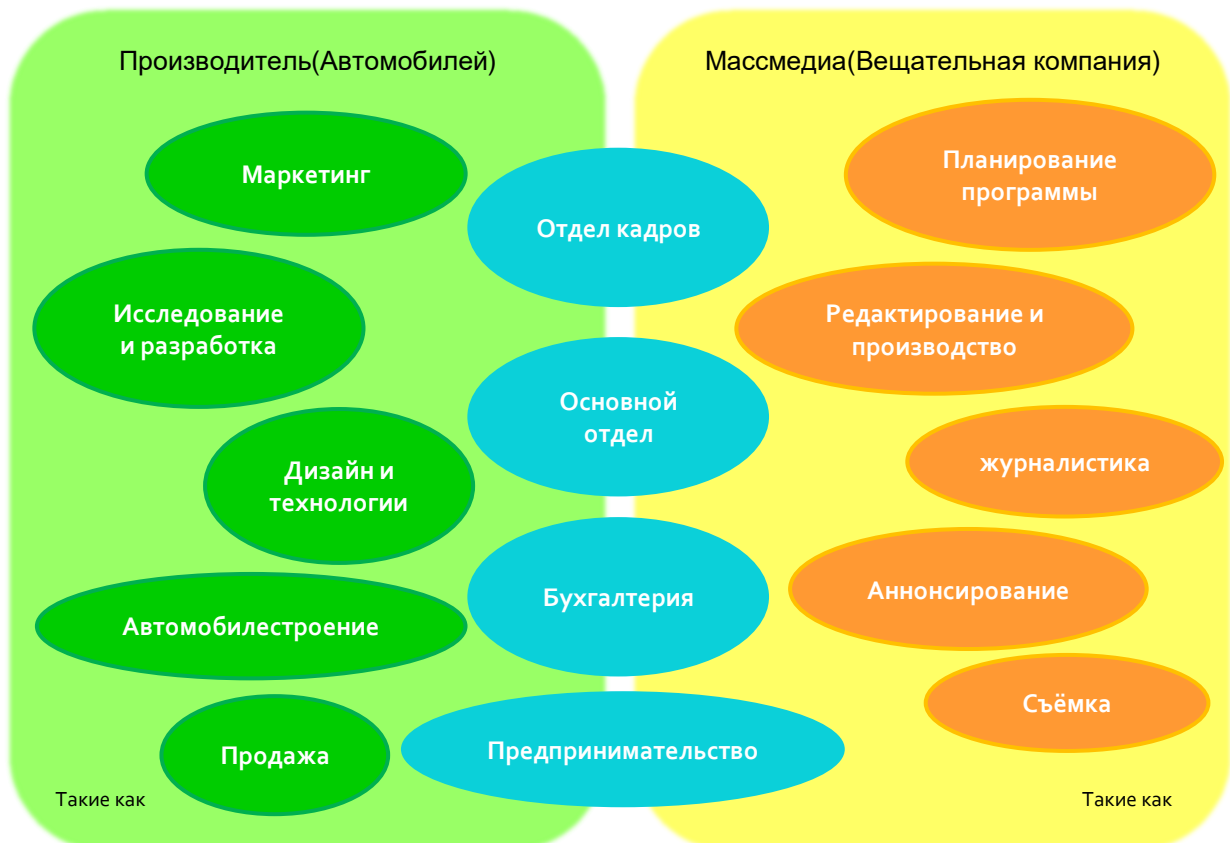 Производитель(Автомобилей)
Массмедиа(Вещательная компания)
Маркетинг
Исследование
и разработка
Дизайн и
технологии
Автомобилестроение
Продажа
Такие как
Отдел кадров
Основной
отдел
Бухгалтерия
Предпринимательство
Планирование
программы
Редактирование и
производство
журналистика
Аннонсирование
Съёмка
Такие как